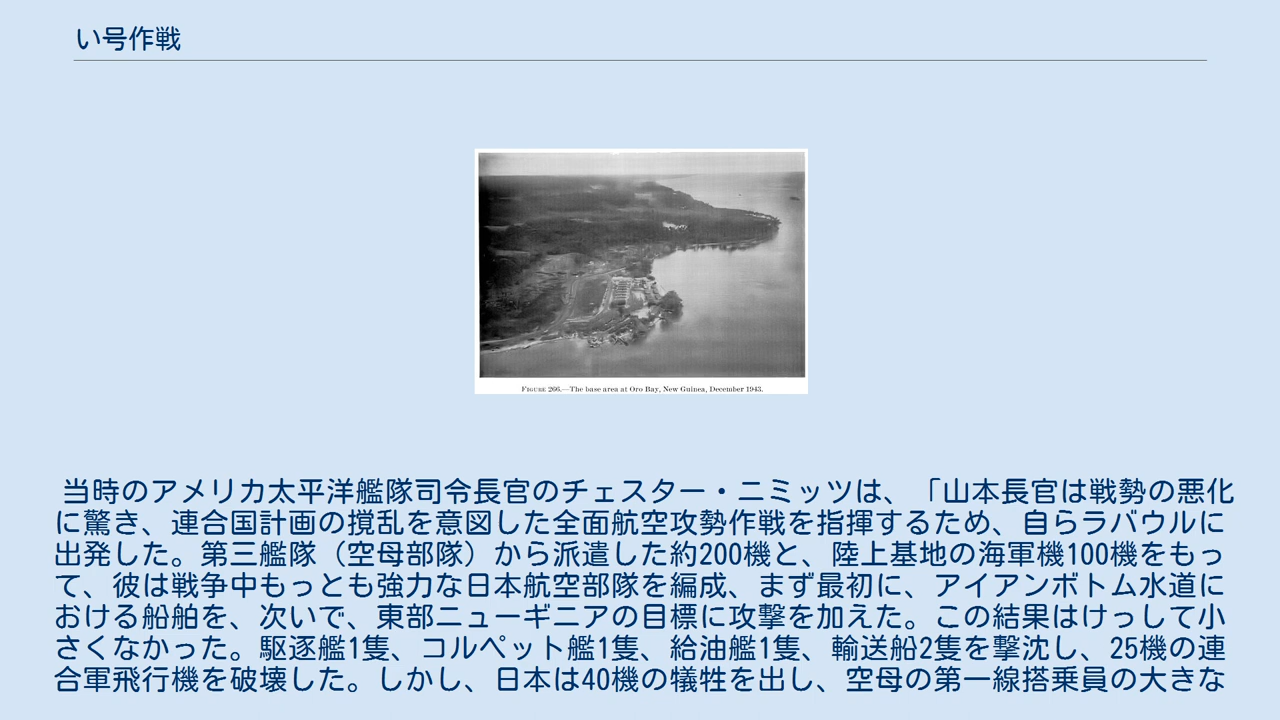 い号作戦
FIGURE 266.—The base area at Oro Bay, New Guinea, December 1943.
当時のアメリカ太平洋艦隊司令長官のチェスター・ニミッツは、「山本長官は戦勢の悪化
に驚き、連合国計画の撹乱を意図した全面航空攻勢作戦を指揮するため、自らラバウルに
出発した。第三艦隊（空母部隊）から派遣した約200機と、陸上基地の海軍機100機をもっ
て、彼は戦争中もっとも強力な日本航空部隊を編成、まず最初に、アイアンボトム水道に
おける船舶を、次いで、東部ニューギニアの目標に攻撃を加えた。この結果はけっして小
さくなかった。駆逐艦1隻、コルペット艦1隻、給油艦1隻、輸送船2隻を撃沈し、25機の連
合軍飛行機を破壊した。しかし、日本は40機の犠牲を出し、空母の第一線搭乗員の大きな